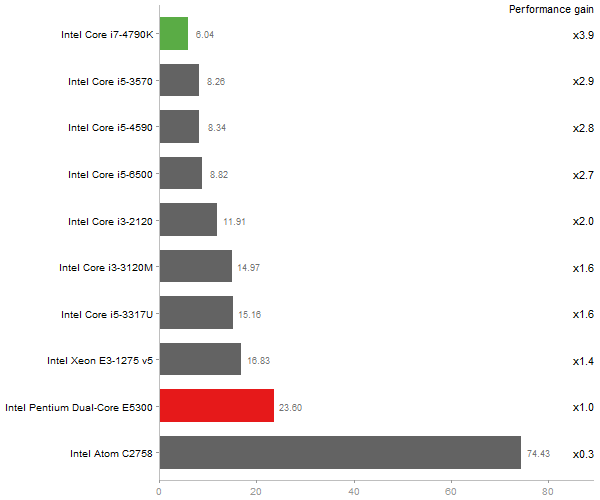 Performance gain
Intel Core i7-4790K 6.04 x3.9
Intel Core i5-3570 8.26 x2.9
Intel Core i5-4590 8.34 x2.8
Intel Core i5-6500 8.82 x2.7
Intel Core i3-2120 11.91 x2.0
Intel Core i3-3120M 14.97 x1.6
Intel Core i5-3317U 15.16 x1.6
Intel Xeon E3-1275 v5 16.83 x1.4
Intel Pentium Dual-Core E5300 23.60 x1.0
Intel Atom C2758 74.43 x0.3
0 20 40 60 80